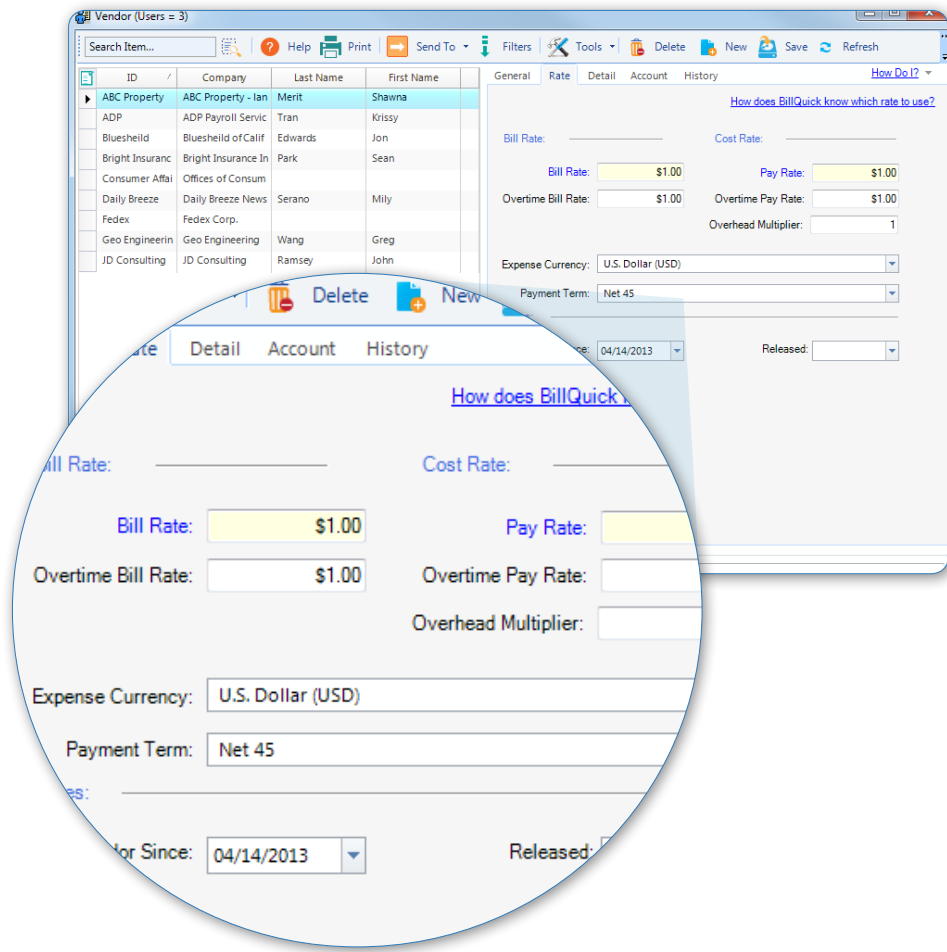 Vendor (Users = 3)
Search Item... Help Print Send To Filters Tools Delete New Save Refresh
ID Company Last Name First Name
ABC Property ABC Property - Ian Merit Shawna
ADP ADP Payroll Servic Tran Krissy
Bluesheild Bluesheild of Calif Edwards Jon
Bright Insuranc Bright Insurance In Park Sean
Consumer Affai Offices of Consum
Daily Breeze Daily Breeze News Serano Mily
Fedex Fedex Corp.
Geo Engineerin Geo Engineering Wang Greg
JD Consulting JD Consulting Ramsey John
General Rate Detail Account History How Do I?
How does BillQuick know which rate to use?
Bill Rate: Cost Rate:
Bill Rate: $1.00 Pay Rate: $1.00
Overtime Bill Rate: $1.00 Overtime Pay Rate: $1.00
Overhead Multiplier: 1
Expense Currency: U.S. Dollar (USD)
Payment Term: Net 45
04/14/2013 Released:
Delete New
Detail Account History
How does BillQuick
Bill Rate: Cost Rate:
Bill Rate: $1.00 Pay Rate:
Overtime Bill Rate: $1.00 Overtime Pay Rate:
Overhead Multiplier:
Expense Currency: U.S. Dollar (USD)
Payment Term: Net 45
Since: 04/14/2013 Released: